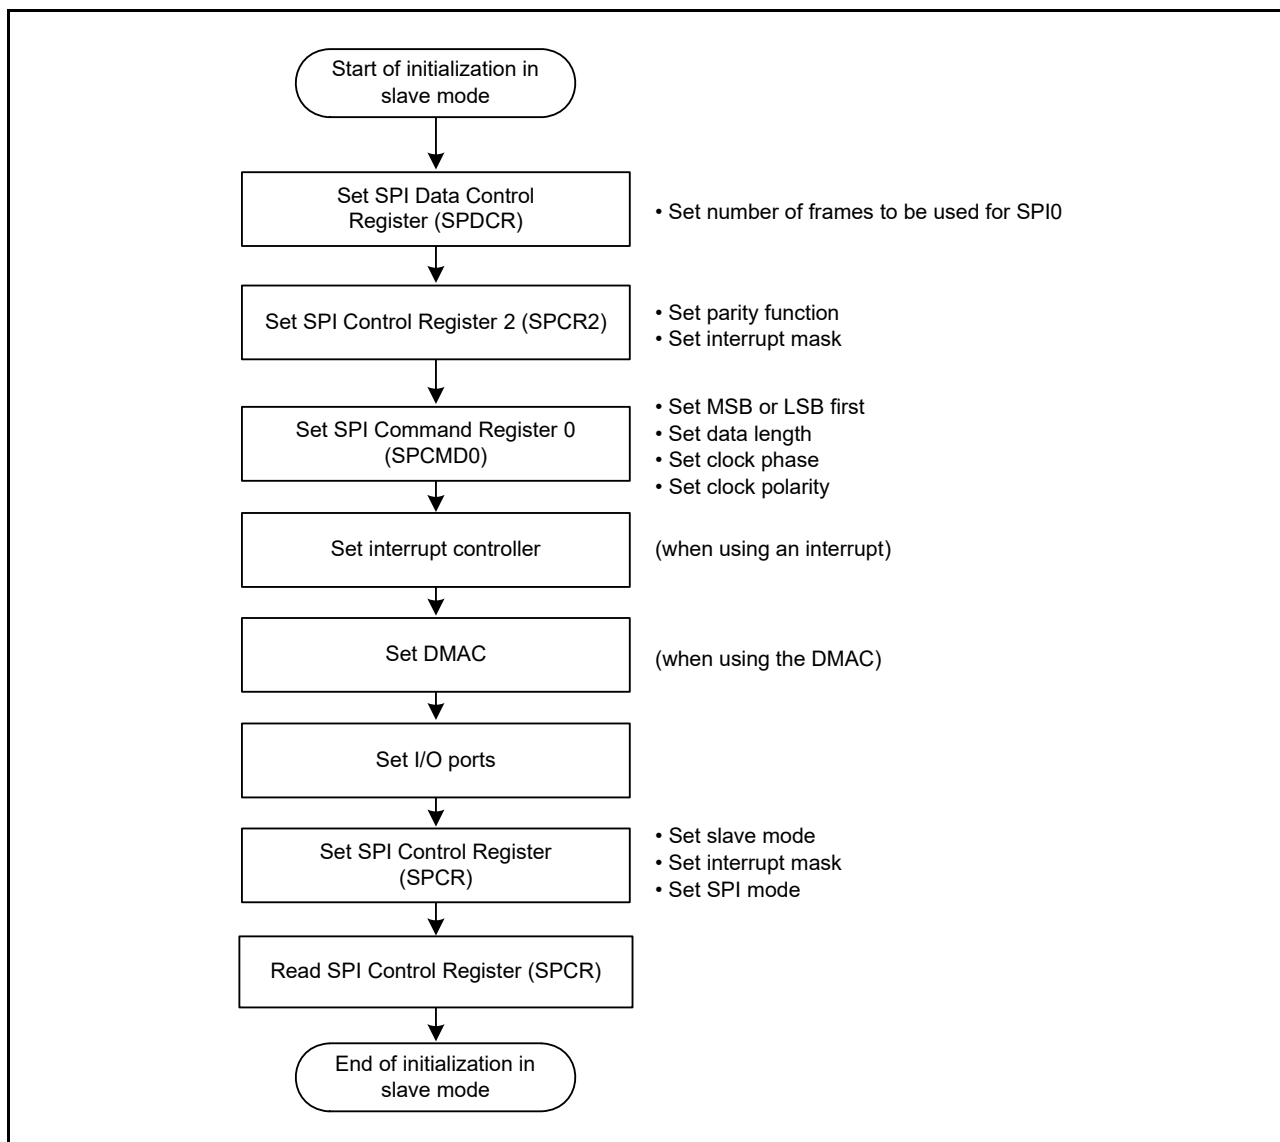 Start of initialization in
slave mode
Set SPI Data Control
Register (SPDCR)
• Set number of frames to be used for SPI0
Set SPI Control Register 2 (SPCR2)
• Set parity function
• Set interrupt mask
Set SPI Command Register 0
(SPCMD0)
• Set MSB or LSB first
• Set data length
• Set clock phase
• Set clock polarity
Set interrupt controller
(when using an interrupt)
Set DMAC
(when using the DMAC)
Set I/O ports
Set SPI Control Register
(SPCR)
• Set slave mode
• Set interrupt mask
• Set SPI mode
Read SPI Control Register (SPCR)
End of initialization in
slave mode